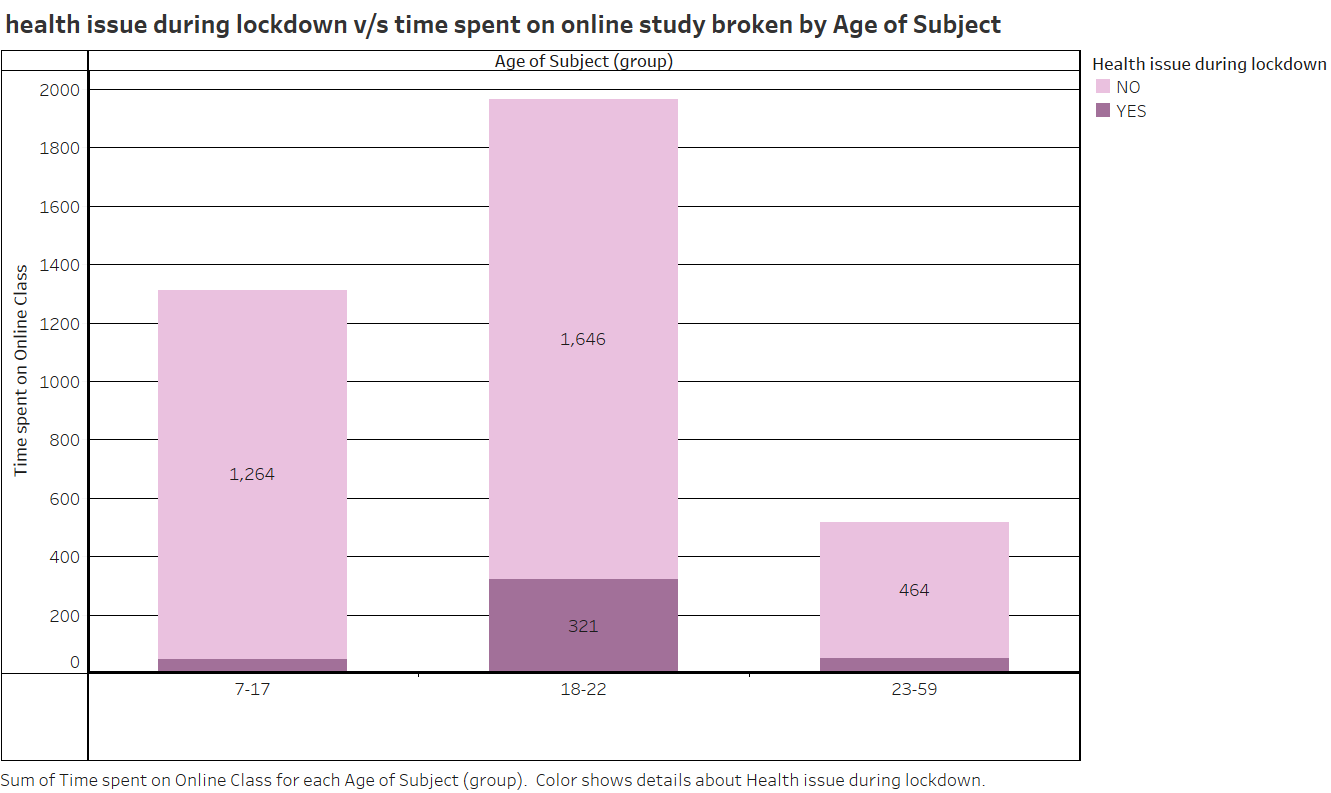 health issue during lockdown v/s time spent on online study broken by Age of Subject
Age of Subject (group)
Health issue during lockdown
NO
YES
Time spent on Online Class
2000
1800
1600
1400
1200
1000
800
600
400
200
0
1,264
1,646
321
464
7-17
18-22
23-59
Sum of Time spent on Online Class for each Age of Subject (group).  Color shows details about Health issue during lockdown.